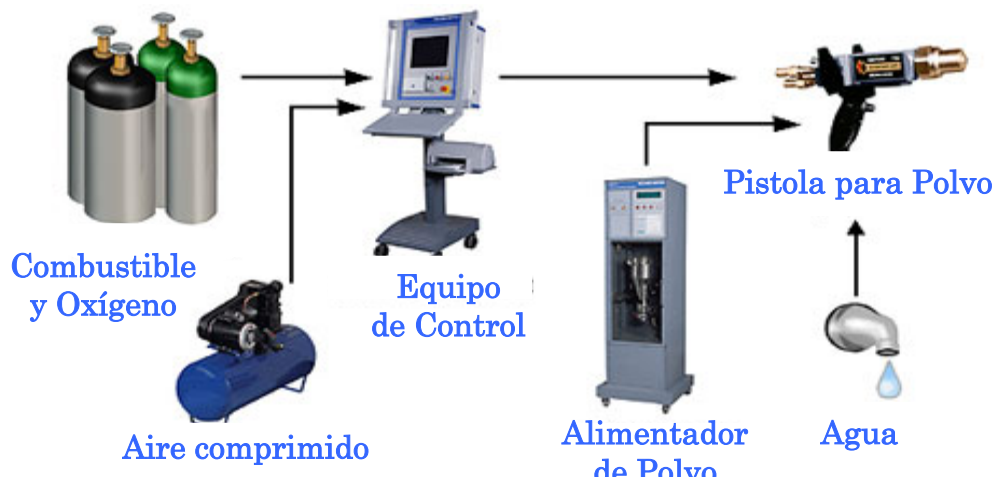 Combustible
y Oxígeno
Aire comprimido
Equipo
de Control
Alimentador
de Polvo
Pistola para Polvo
Agua